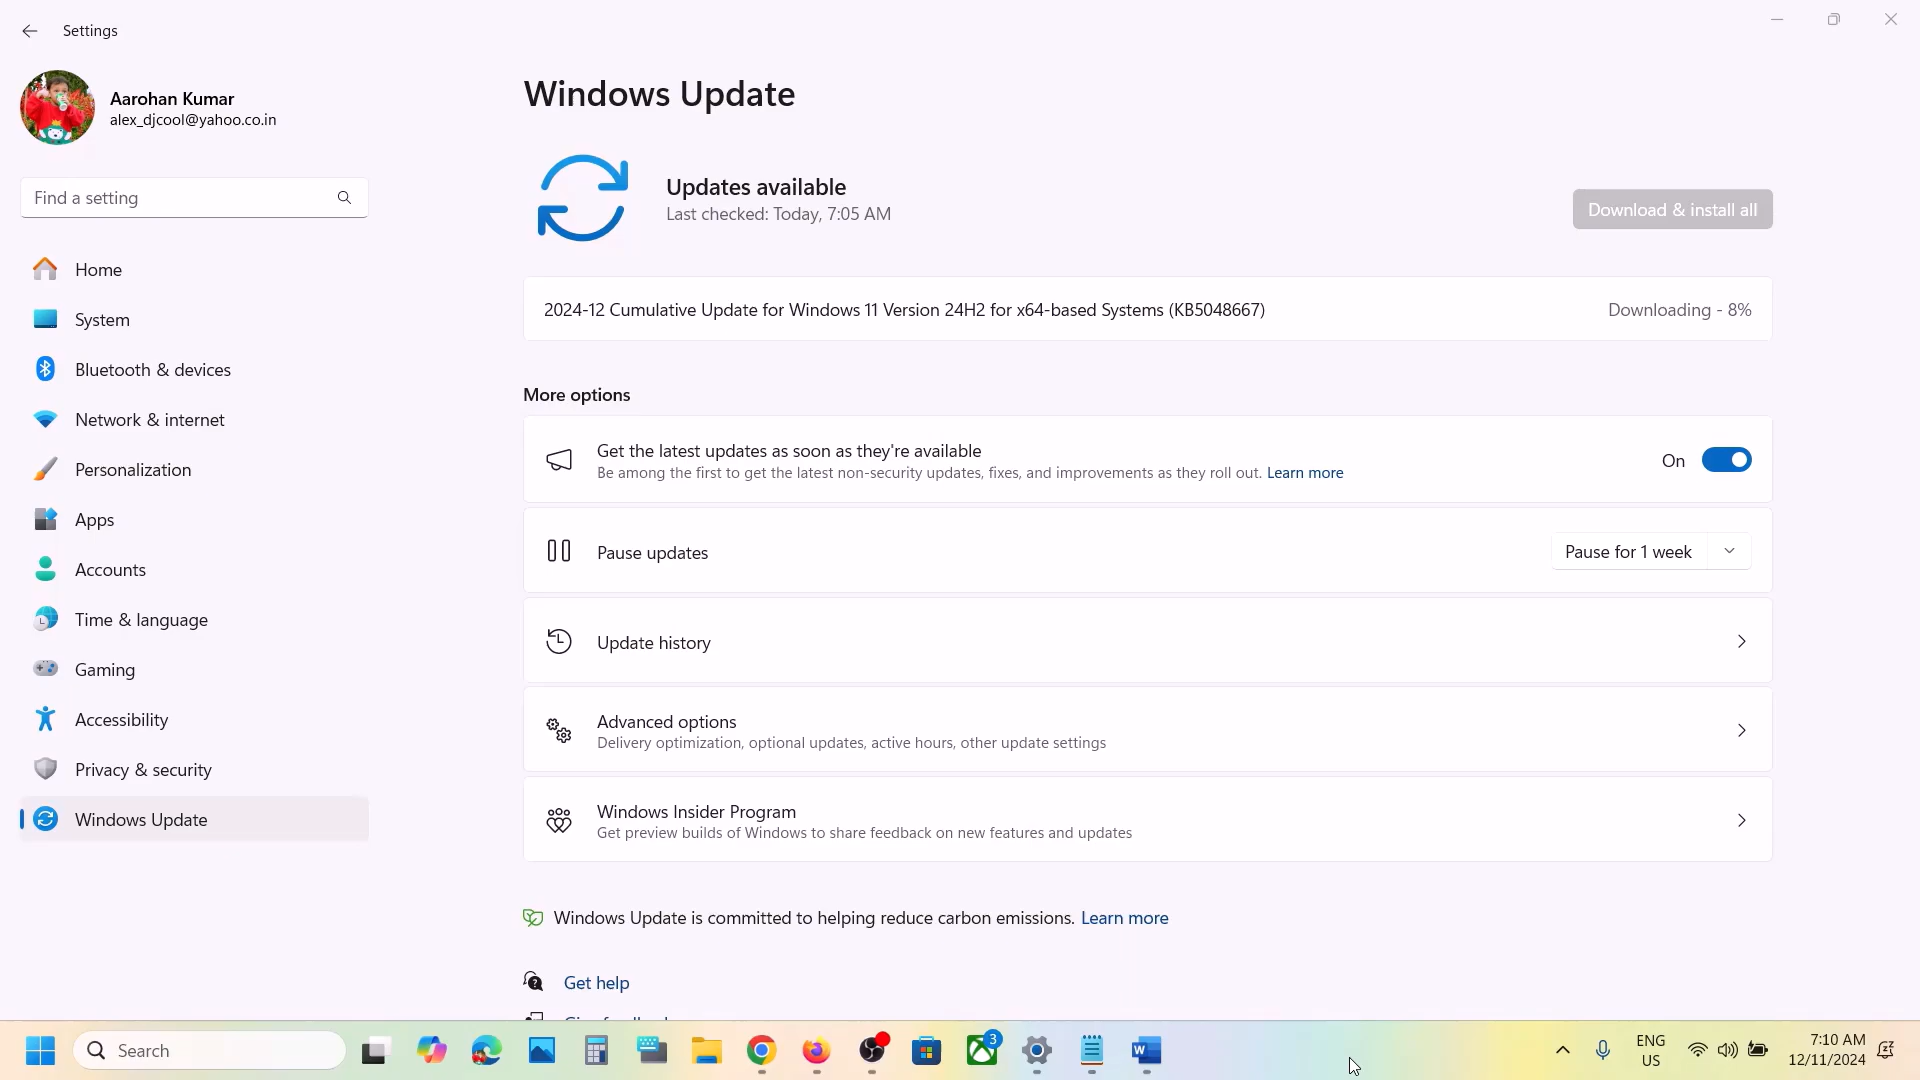 Settings
Aarohan Kumar
alex_djcool@yahoo.co.in
Find a setting
Home
System
Bluetooth & devices
Network & internet
Personalization
Apps
Accounts
Time & language
Gaming
Accessibility
Privacy & security
Windows Update
Windows Update
Updates available
Last checked: Today, 7:05 AM
Download & install all
2024-12 Cumulative Update for Windows 11 Version 24H2 for x64-based Systems (KB5048667)
Downloading - 8%
More options
Get the latest updates as soon as they're available
Be among the first to get the latest non-security updates, fixes, and improvements as they roll out. Learn more
On
Pause updates
Pause for 1 week
Update history
Advanced options
Delivery optimization, optional updates, active hours, other update settings
Windows Insider Program
Get preview builds of Windows to share feedback on new features and updates
Windows Update is committed to helping reduce carbon emissions. Learn more
Get help
Search
3
ENG
US
7:10 AM
12/11/2024